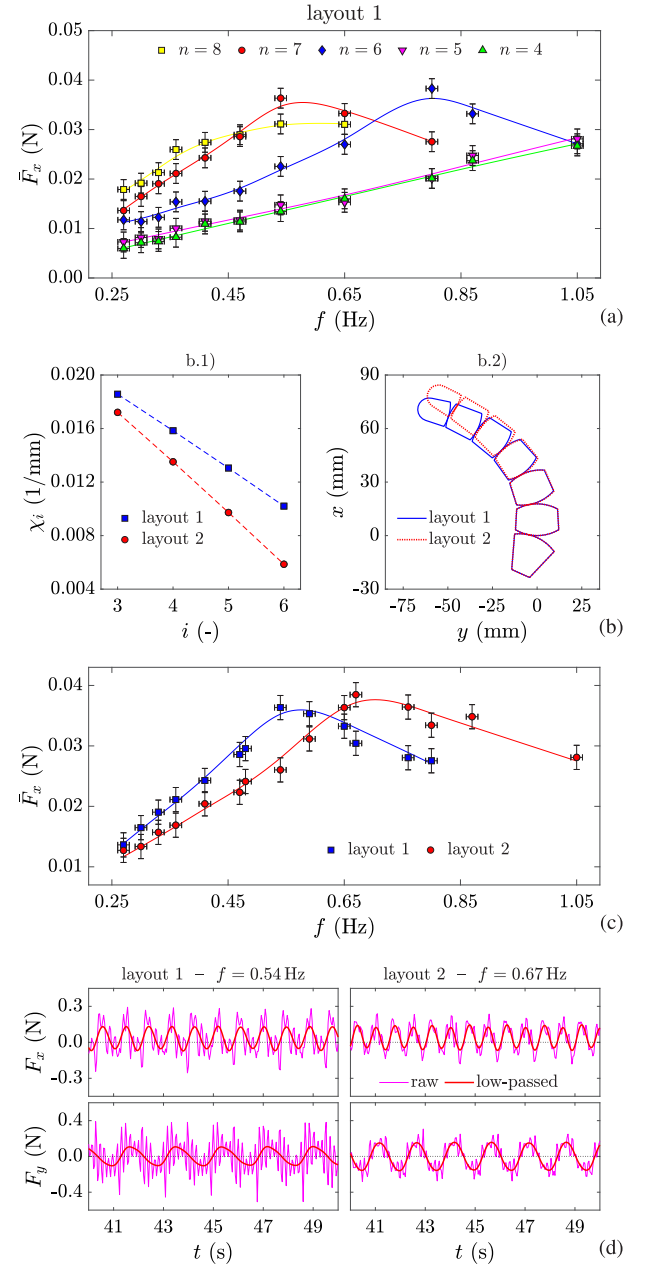 layout 1
0.05
0.04
0.03
0.02
0.01
0.00
F̄x (N)
n = 8 n = 7 n = 6 n = 5 n = 4
0.25 0.45 0.65 0.85 1.05
f (Hz)
(a)
b.1)
0.020
0.016
0.012
0.008
0.004
χi (1/mm)
layout 1
layout 2
3 4 5 6
i (-)
b.2)
90
60
30
0
-30
x (mm)
layout 1
layout 2
-75 -50 -25 0 25
y (mm)
(b)
0.04
0.03
0.02
0.01
F̄x (N)
layout 1 layout 2
0.25 0.45 0.65 0.85 1.05
f (Hz)
(c)
layout 1 – f = 0.54 Hz
layout 2 – f = 0.67 Hz
0.3
0.0
-0.3
Fx (N)
raw low-passed
0.4
0.0
-0.4
Fy (N)
41 43 45 47 49
41 43 45 47 49
t (s)
t (s)
(d)